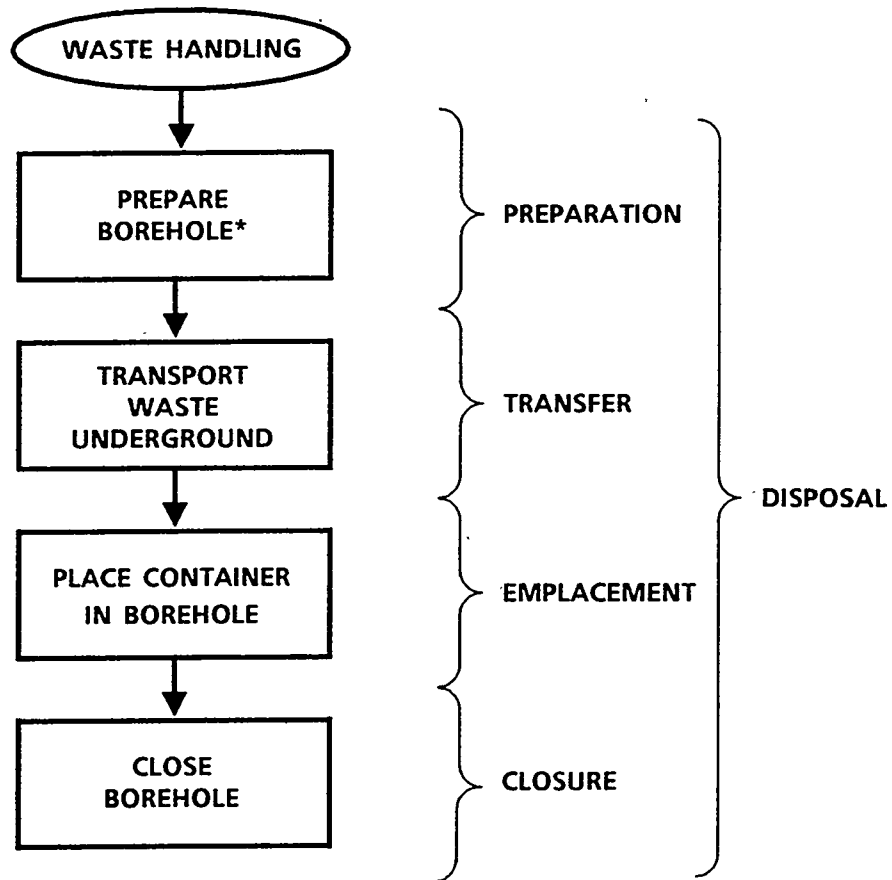 WASTE HANDLING
PREPARE
BOREHOLE*
PREPARATION
TRANSPORT
WASTE
UNDERGROUND
TRANSFER
DISPOSAL
PLACE CONTAINER
IN BOREHOLE
EMPLACEMENT
CLOSE
BOREHOLE
CLOSURE